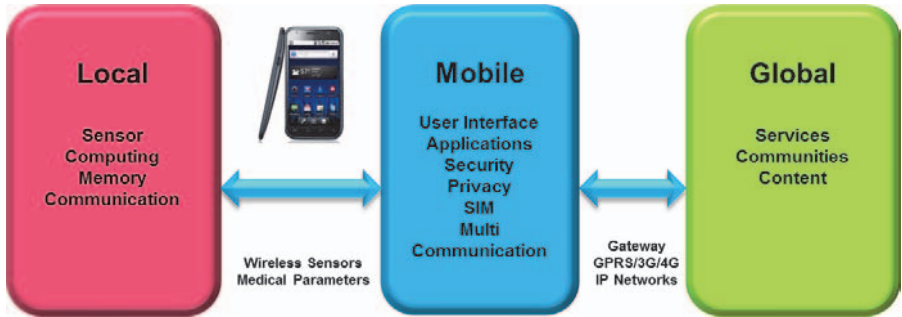 Local
Sensor
Computing
Memory
Communication
Wireless Sensors
Medical Parameters
Mobile
User Interface
Applications
Security
Privacy
SIM
Multi
Communication
Gateway
GPRS/3G/4G
IP Networks
Global
Services
Communities
Content